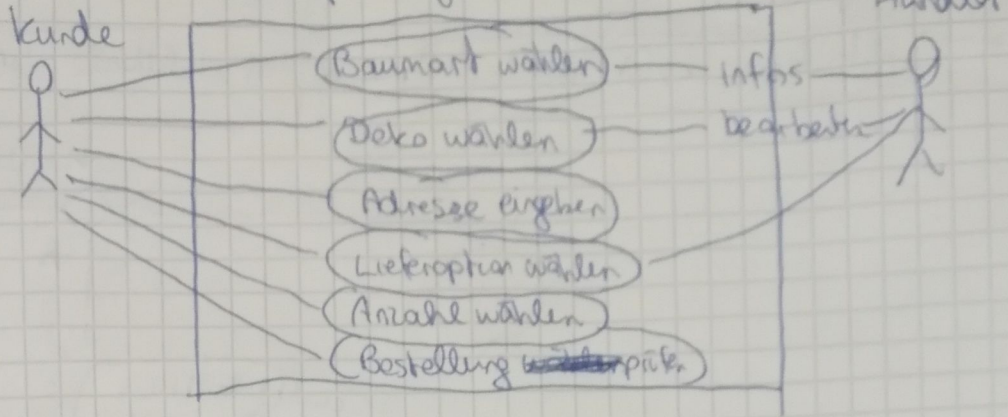 Kunde
Baumart wählen infos
Deko wählen bearbeiten
Adresse eingeben
Lieferoption wählen
Anzahl wählen
Bestellung prüfen